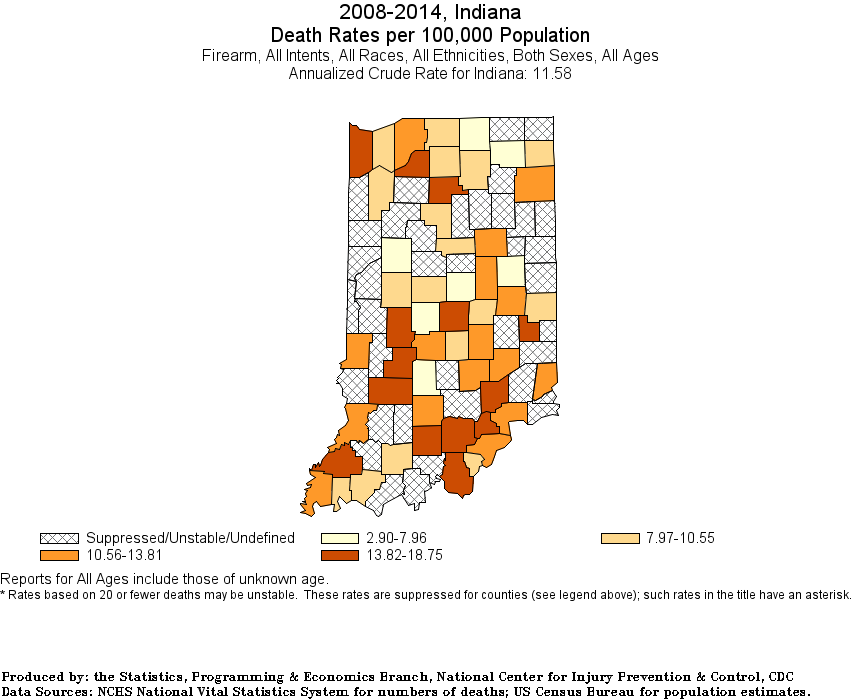 2008-2014, Indiana
Death Rates per 100,000 Population
Firearm, All Intents, All Races, All Ethnicities, Both Sexes, All Ages
Annualized Crude Rate for Indiana: 11.58
Suppressed/Unstable/Undefined 2.90-7.96 7.97-10.55
10.56-13.81 13.82-18.75
Reports for All Ages include those of unknown age.
* Rates based on 20 or fewer deaths may be unstable. These rates are suppressed for counties (see legend above); such rates in the title have an asterisk.
Produced by: the Statistics, Programming & Economics Branch, National Center for Injury Prevention & Control, CDC
Data Sources: NCHS National Vital Statistics System for numbers of deaths; US Census Bureau for population estimates.